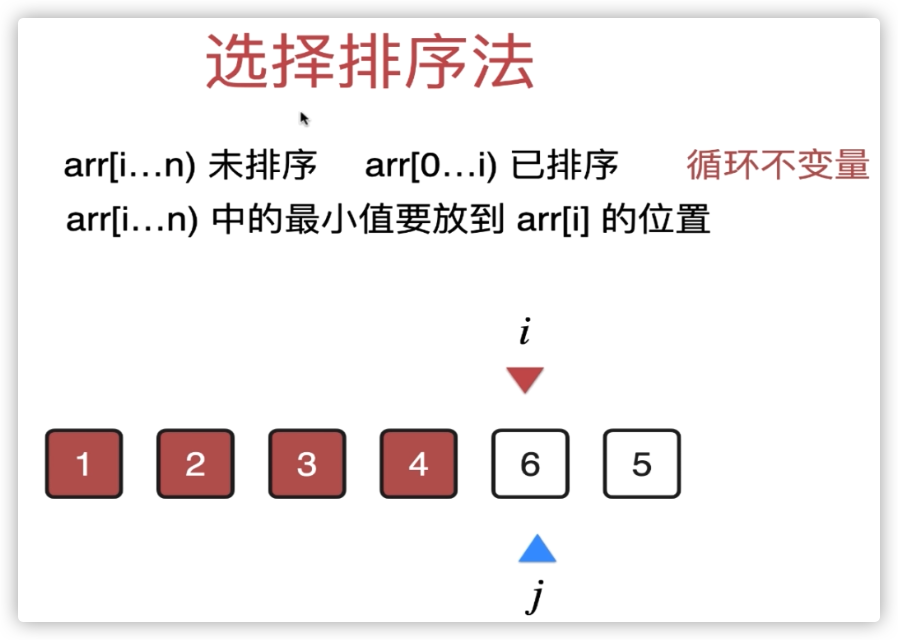 选择排序法
arr[i…n) 未排序 arr[0…i) 已排序 循环不变量
arr[i…n) 中的最小值要放到 arr[i] 的位置
i
1 2 3 4 6 5
j